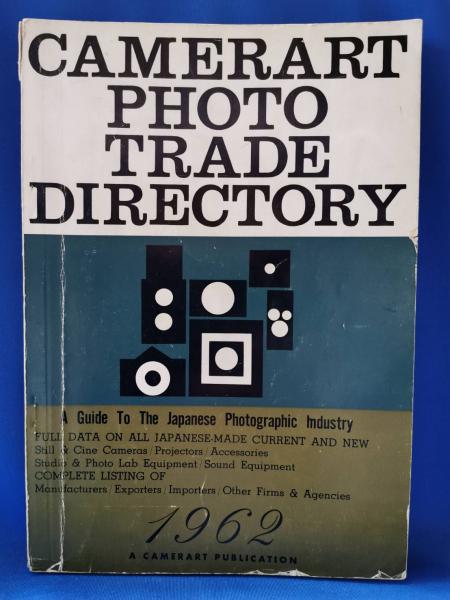 CAMERART
PHOTO
TRADE
DIRECTORY
A Guide To The Japanese Photographic Industry
FULL DATA ON ALL JAPANESE-MADE CURRENT AND NEW
Still & Cine Cameras/Projectors/Accessories
Studio & Photo Lab Equipment/Sound Equipment
COMPLETE LISTING OF
Manufacturers/Exporters/Importers/Other Firms & Agencies
1962
A CAMERART PUBLICATION